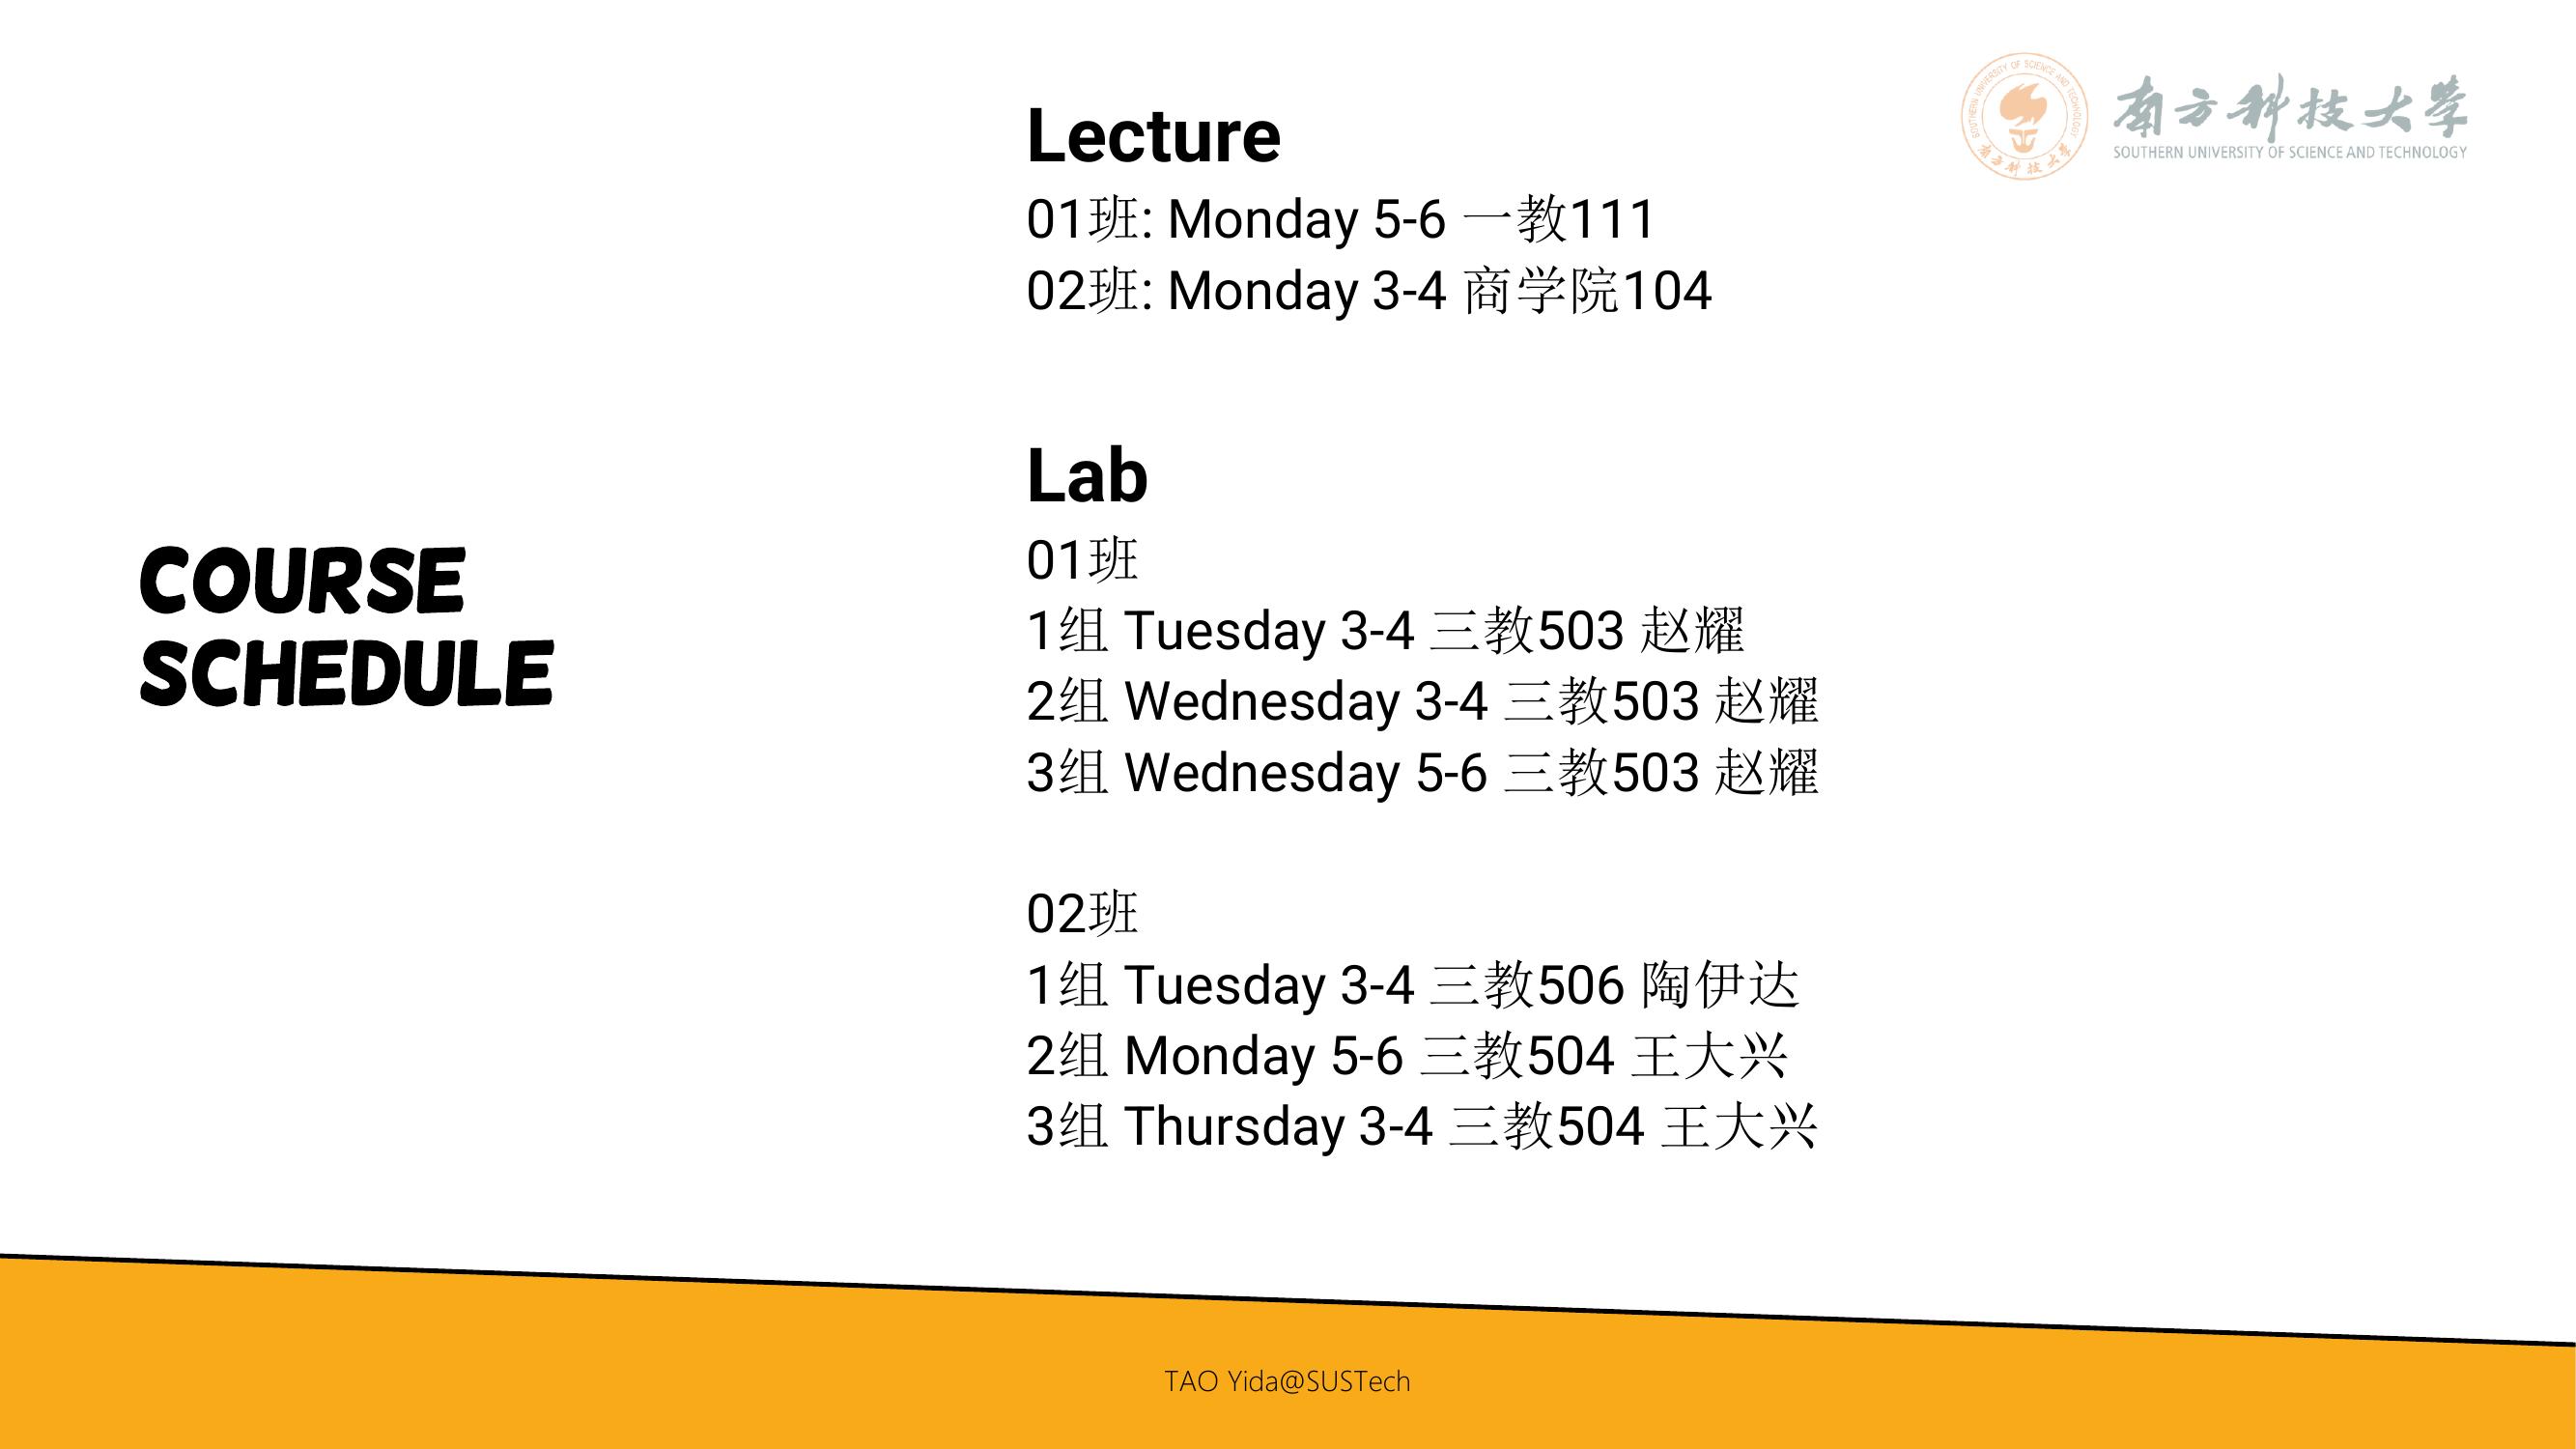 南方科技大学
SOUTHERN UNIVERSITY OF SCIENCE AND TECHNOLOGY
COURSE
SCHEDULE
Lecture
01班: Monday 5-6 一教111
02班: Monday 3-4 商学院104
Lab
01班
1组 Tuesday 3-4 三教503 赵耀
2组 Wednesday 3-4 三教503 赵耀
3组 Wednesday 5-6 三教503 赵耀
02班
1组 Tuesday 3-4 三教506 陶伊达
2组 Monday 5-6 三教504 王大兴
3组 Thursday 3-4 三教504 王大兴
TAO Yida@SUSTech